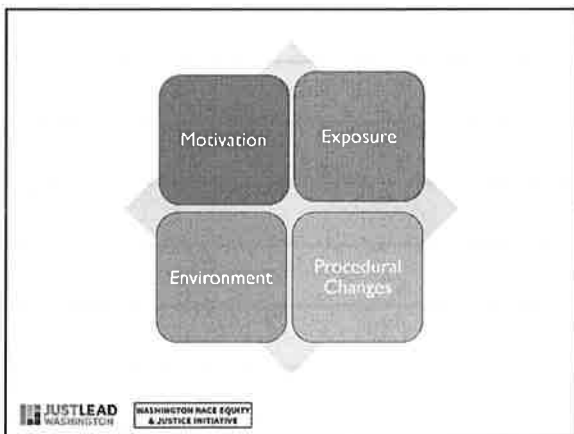 Motivation
Exposure
Environment
Procedural
Changes
JUSTLEAD
WASHINGTON
WASHINGTON RACE EQUITY
& JUSTICE INITIATIVE